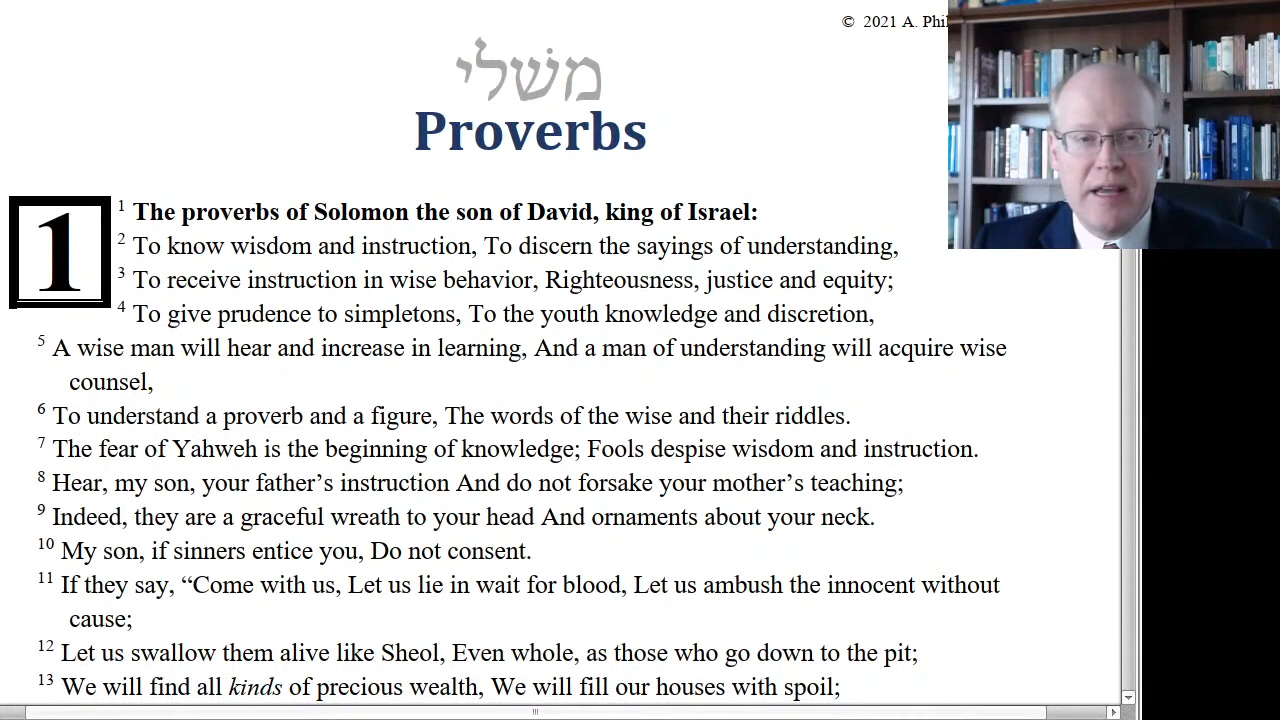 © 2021 A. Phil
משׁלי
Proverbs
1
1 The proverbs of Solomon the son of David, king of Israel:
2 To know wisdom and instruction, To discern the sayings of understanding,
3 To receive instruction in wise behavior, Righteousness, justice and equity;
4 To give prudence to simpletons, To the youth knowledge and discretion,
5 A wise man will hear and increase in learning, And a man of understanding will acquire wise
counsel,
6 To understand a proverb and a figure, The words of the wise and their riddles.
7 The fear of Yahweh is the beginning of knowledge; Fools despise wisdom and instruction.
8 Hear, my son, your father’s instruction And do not forsake your mother’s teaching;
9 Indeed, they are a graceful wreath to your head And ornaments about your neck.
10 My son, if sinners entice you, Do not consent.
11 If they say, “Come with us, Let us lie in wait for blood, Let us ambush the innocent without
cause;
12 Let us swallow them alive like Sheol, Even whole, as those who go down to the pit;
13 We will find all kinds of precious wealth, We will fill our houses with spoil;